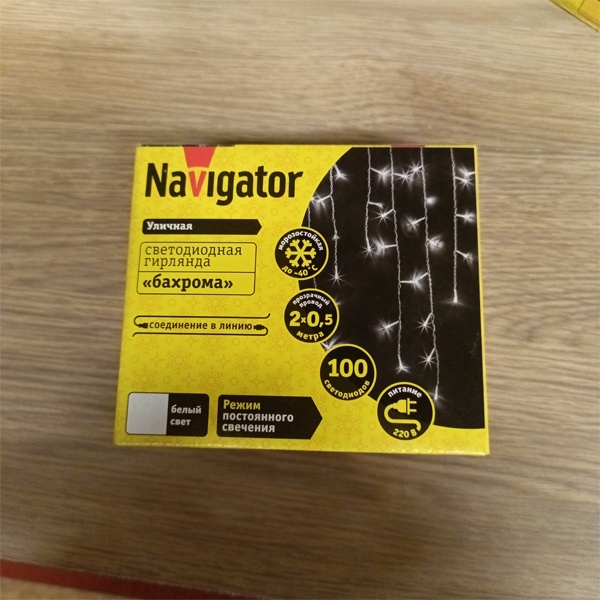 Navigator
Уличная
светодиодная
гирлянда
«бахрома»
соединение в линию
морозостойкая
до -40°С
прозрачный
провод
2×0,5
метра
100
светодиодов
питание
220 В
белый
свет
Режим
постоянного
свечения